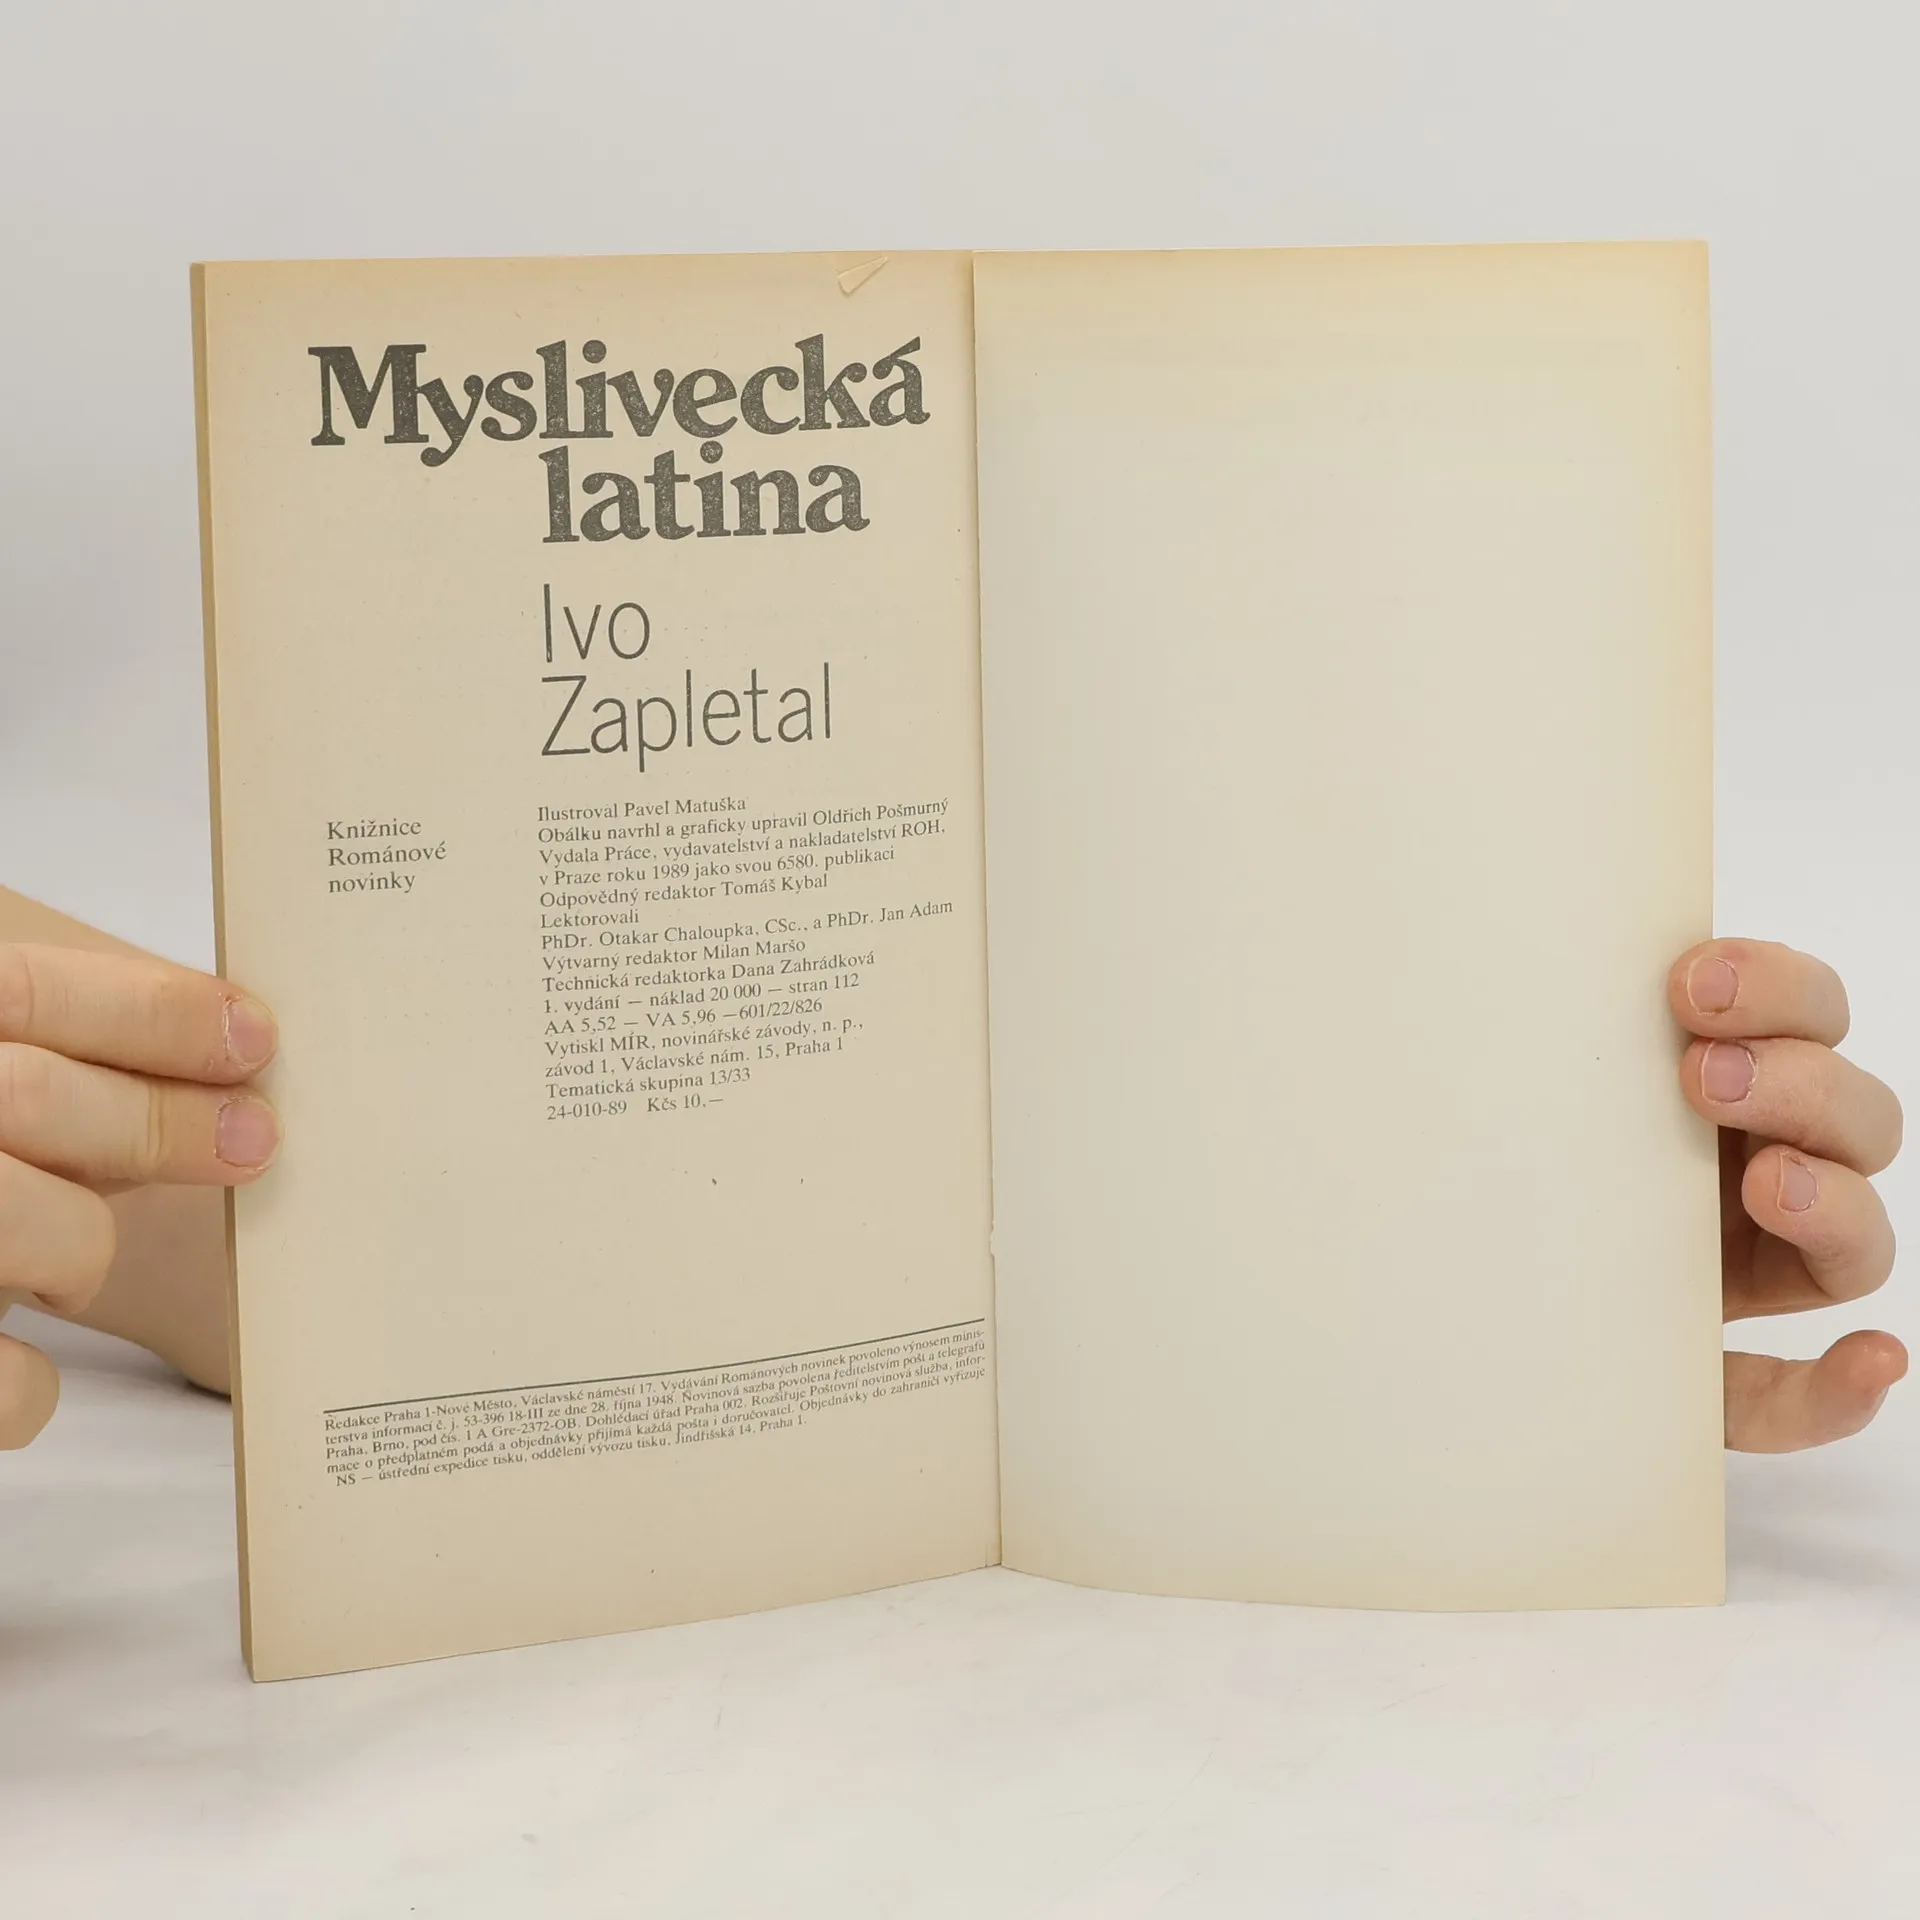 Myslivecká
latina
Ivo
Zapletal
Knižnice
Románové
novinky
Ilustroval Pavel Matuška
Obálku navrhl a graficky upravil Oldřich Pošmurný
Vydala Práce, vydavatelství a nakladatelství ROH,
v Praze roku 1989 jako svou 6580. publikaci
Odpovědný redaktor Tomáš Kybal
Lektorovali
PhDr. Otakar Chaloupka, CSc., a PhDr. Jan Adam
Výtvarný redaktor Milan Maršo
Technická redaktorka Dana Zahrádková
1. vydání — náklad 20 000 — stran 112
AA 5,52 — VA 5,96 —601/22/826
Vytiskl MÍR, novinářské závody, n. p.,
závod 1, Václavské nám. 15, Praha 1
Tematická skupina 13/33
24-010-89 Kčs 10,—
Redakce Praha 1-Nové Město, Václavské náměstí 17. Vydávání Románových novinek povoleno výnosem minis-
terstva informací č. j. 53-396 18-III ze dne 28. října 1948. Novinová sazba povolena ředitelstvím pošt a telegrafů
Praha, Brno, pod čís. 1 A Gre-2372-OB. Dohlédací úřad Praha 002. Rozšiřuje Poštovní novinová služba, infor-
mace o předplatném podá a objednávky přijímá každá pošta i doručovatel. Objednávky do zahraničí vyřizuje
NS — ústřední expedice tisku, oddělení vývozu tisku, Jindřišská 14, Praha 1.